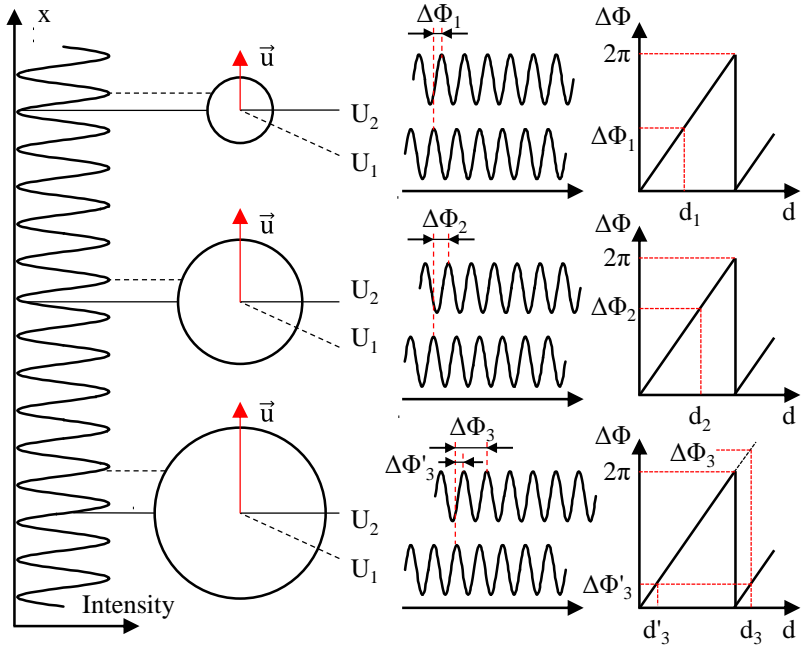 x
Intensity
u⃗
U₂
U₁
u⃗
U₂
U₁
u⃗
U₂
U₁
ΔΦ₁
ΔΦ₂
ΔΦ₃
ΔΦ'₃
ΔΦ
2π
ΔΦ₁
d₁
d
ΔΦ
2π
ΔΦ₂
d₂
d
ΔΦ
2π
ΔΦ₃
ΔΦ'₃
d'₃
d₃
d